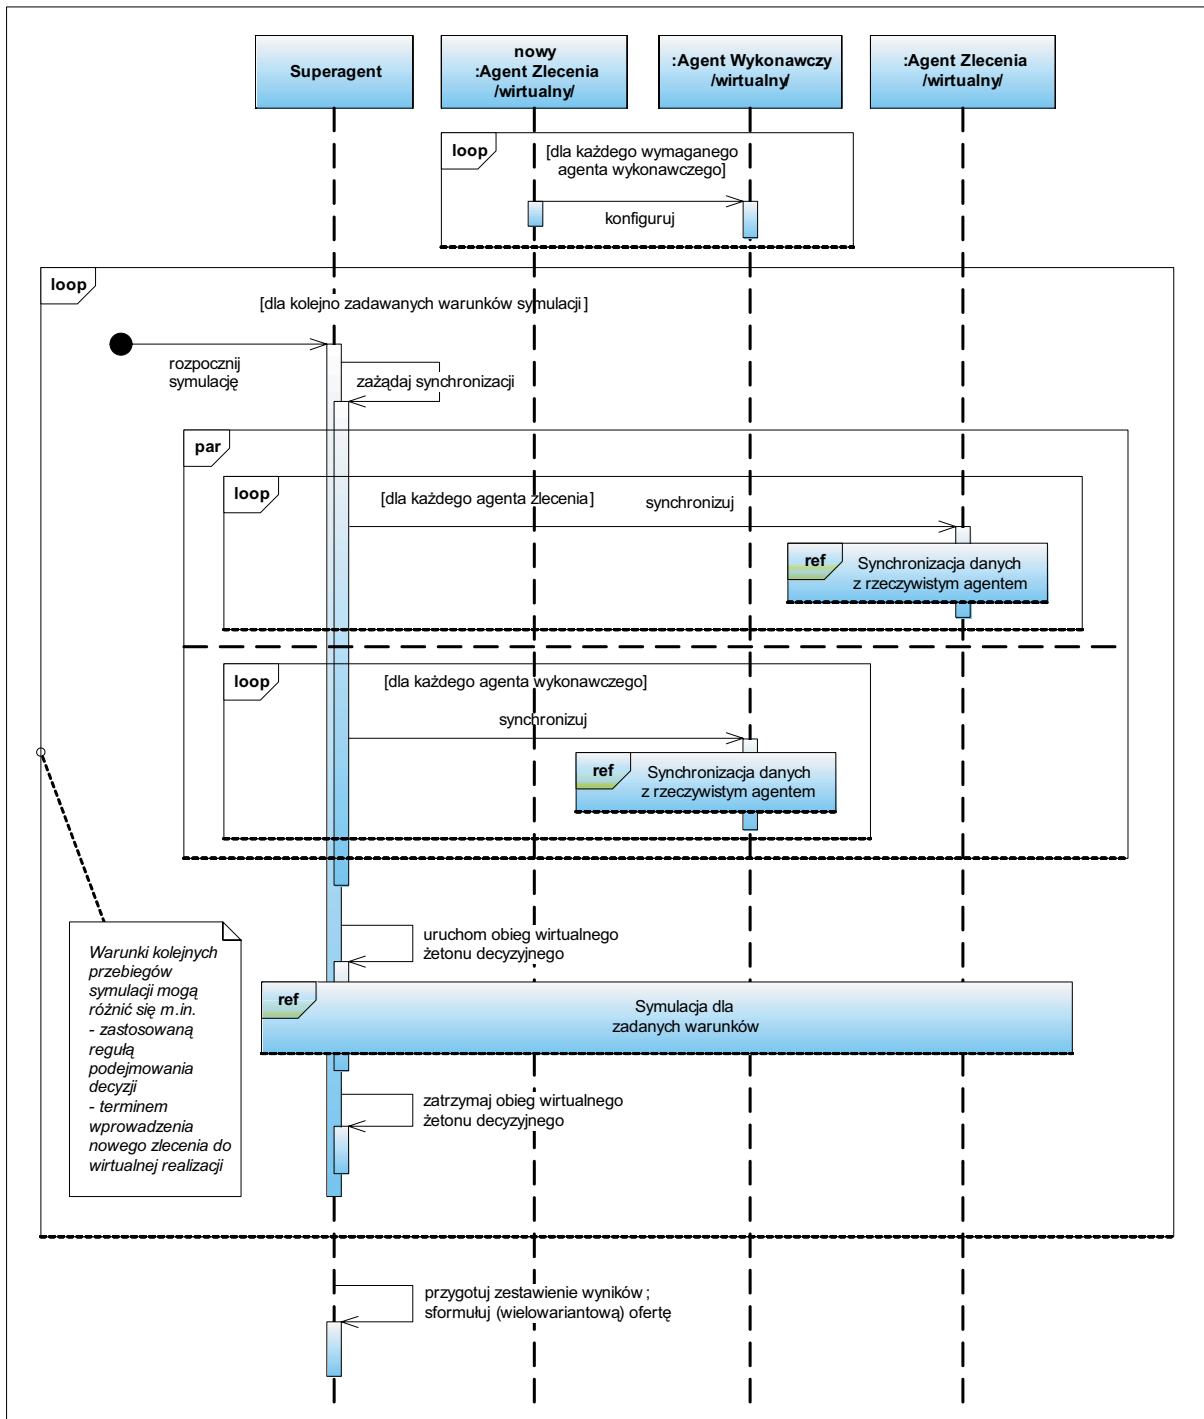 Superagent
nowy
:Agent Zlecenia
/wirtualny/
:Agent Wykonawczy
/wirtualny/
:Agent Zlecenia
/wirtualny/
loop
[dla każdego wymaganego
agenta wykonawczego]
konfiguruj
loop
[dla kolejno zadawanych warunków symulacji]
rozpocznij
symulację
zażądaj synchronizacji
par
loop
[dla każdego agenta zlecenia]
synchronizuj
ref
Synchronizacja danych
z rzeczywistym agentem
loop
[dla każdego agenta wykonawczego]
synchronizuj
ref
Synchronizacja danych
z rzeczywistym agentem
Warunki kolejnych
przebiegów
symulacji mogą
różnić się m.in.
- zastosowaną
regułą
podejmowania
decyzji
- terminem
wprowadzenia
nowego zlecenia do
wirtualnej realizacji
uruchom obieg wirtualnego
żetonu decyzyjnego
ref
Symulacja dla
zadanych warunków
zatrzymaj obieg wirtualnego
żetonu decyzyjnego
przygotuj zestawienie wyników ;
sformułuj (wielowariantową) ofertę